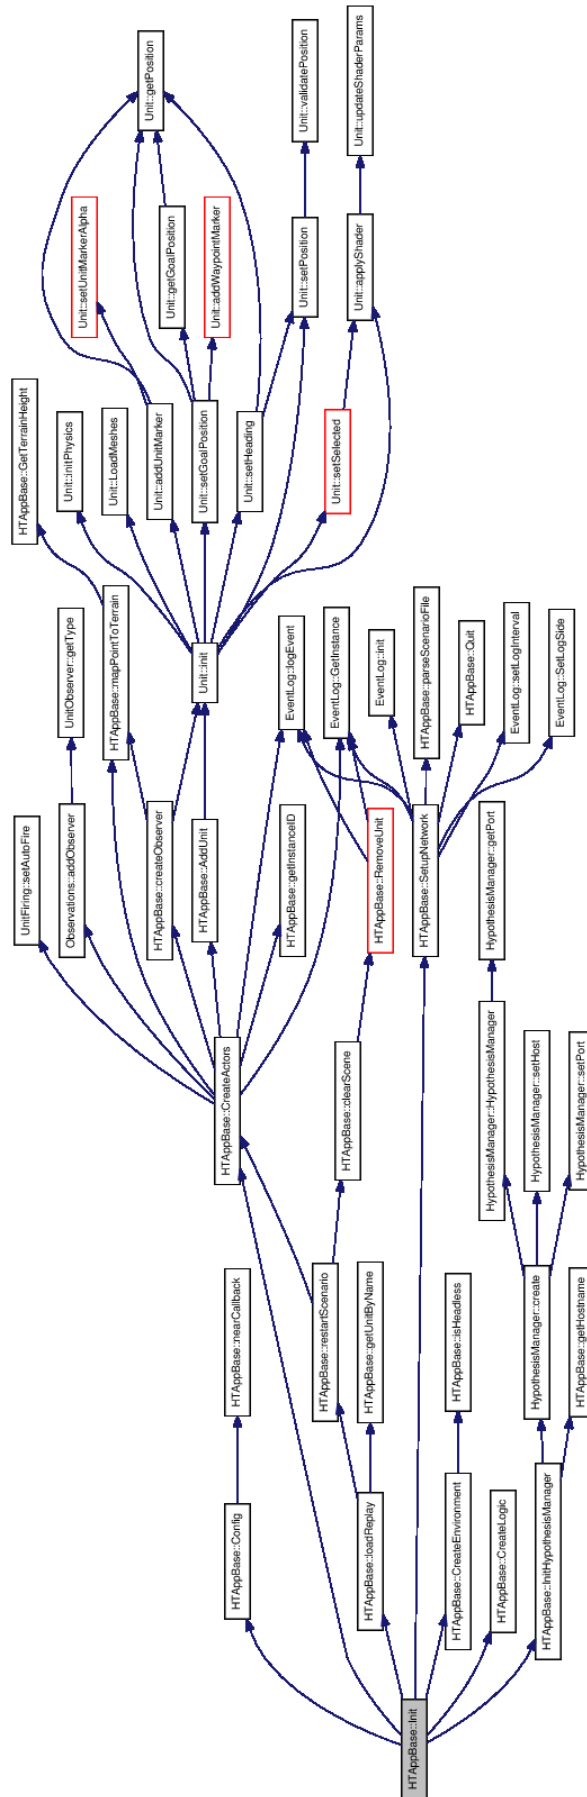 HTAppBase::Init
HTAppBase::Config
HTAppBase::nearCallback
HTAppBase::CreateActors
UnitFiring::setAutoFire
Observations::addObserver
UnitObserver::getType
HTAppBase::mapPointToTerrain
HTAppBase::GetTerrainHeight
HTAppBase::createObserver
HTAppBase::AddUnit
Unit::init
Unit::initPhysics
Unit::LoadMeshes
Unit::addUnitMarker
Unit::setUnitMarkerAlpha
Unit::getPosition
Unit::setGoalPosition
Unit::getGoalPosition
Unit::addWaypointMarker
Unit::setHeading
Unit::setPosition
Unit::validatePosition
Unit::setSelected
Unit::applyShader
Unit::updateShaderParams
HTAppBase::getInstanceID
EventLog::logEvent
EventLog::GetInstance
HTAppBase::loadReplay
HTAppBase::restartScenario
HTAppBase::clearScene
HTAppBase::RemoveUnit
HTAppBase::getUnitByName
HTAppBase::SetupNetwork
EventLog::init
HTAppBase::parseScenarioFile
HTAppBase::Quit
EventLog::setLogInterval
EventLog::SetLogSide
HTAppBase::CreateEnvironment
HTAppBase::isHeadless
HTAppBase::CreateLogic
HTAppBase::InitHypothesisManager
HypothesisManager::create
HypothesisManager::HypothesisManager
HypothesisManager::getPort
HypothesisManager::setHost
HypothesisManager::setPort
HTAppBase::getHostname